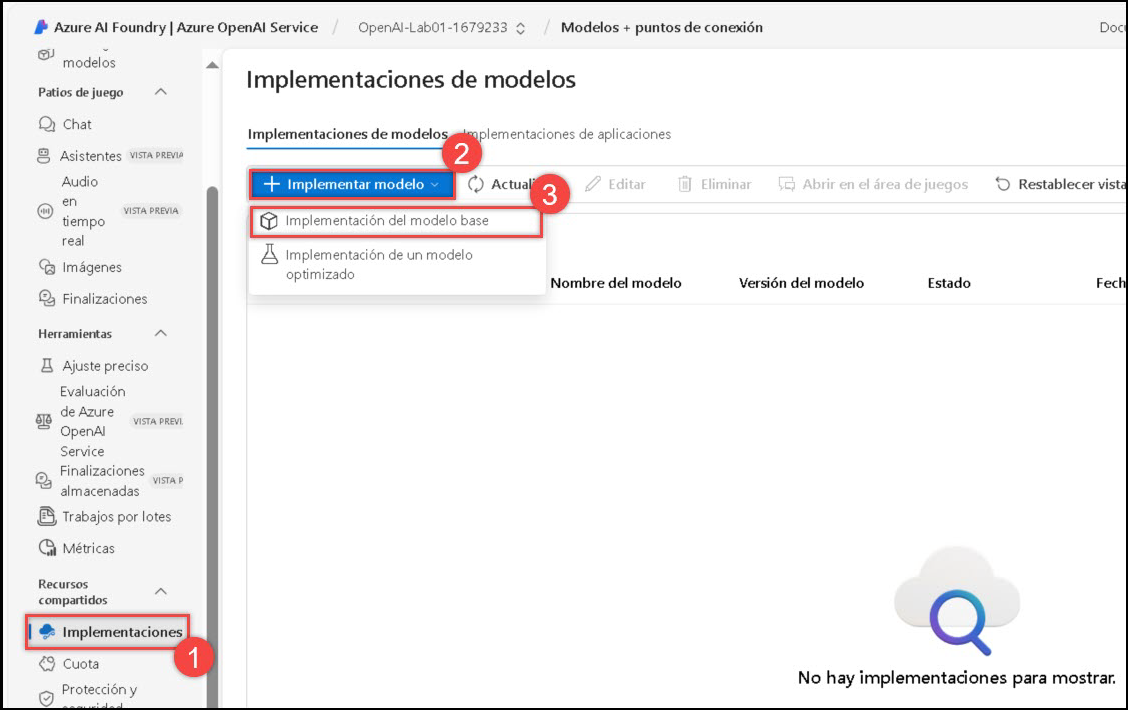 Azure AI Foundry | Azure OpenAI Service / OpenAI-Lab01-1679233 / Modelos + puntos de conexión
modelos
Patios de juego
Chat
Asistentes VISTA PREVIA
Audio
en
tiempo
real
VISTA PREVIA
Imágenes
Finalizaciones
Herramientas
Ajuste preciso
Evaluación
de Azure
OpenAI
Service
VISTA PREVI
Finalizaciones
almacenadas
VISTA P
Trabajos por lotes
Métricas
Recursos
compartidos
Implementaciones
1
Cuota
Protección y
Implementaciones de modelos
Implementaciones de modelos
Implementaciones de aplicaciones
2
Implementar modelo
Actuali
3
Editar
Eliminar
Abrir en el área de juegos
Restablecer vista
Implementación del modelo base
Implementación de un modelo
optimizado
Nombre del modelo
Versión del modelo
Estado
Fech
No hay implementaciones para mostrar.